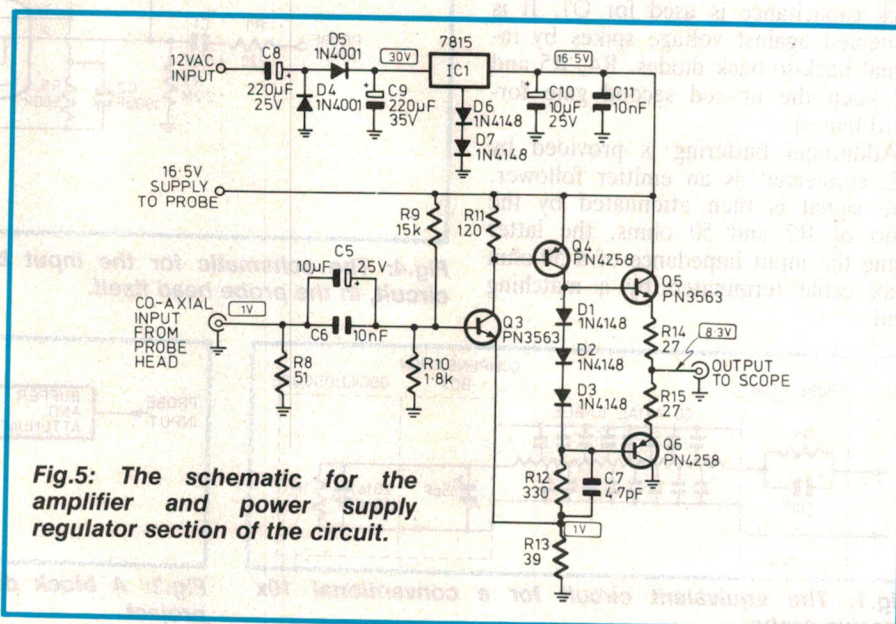 12VAC
INPUT
C8
220µF
25V
D5
1N4001
D4
1N4001
30V
C9
220µF
35V
7815
IC1
D6
1N4148
D7
1N4148
16·5V
C10
10µF
25V
C11
10nF
16·5V
SUPPLY
TO PROBE
R9
15k
R11
120
C5
10µF 25V
CO-AXIAL
INPUT
FROM
PROBE
HEAD
1V
C6 10nF
R8
51
R10
1·8k
Q3
PN3563
Q4
PN4258
D1
1N4148
D2
1N4148
D3
1N4148
Q5
PN3563
R14
27
8·3V
OUTPUT
TO SCOPE
R15
27
Q6
PN4258
R12
330
C7
4·7pF
1V
R13
39
Fig.5: The schematic for the
amplifier and power supply
regulator section of the circuit.